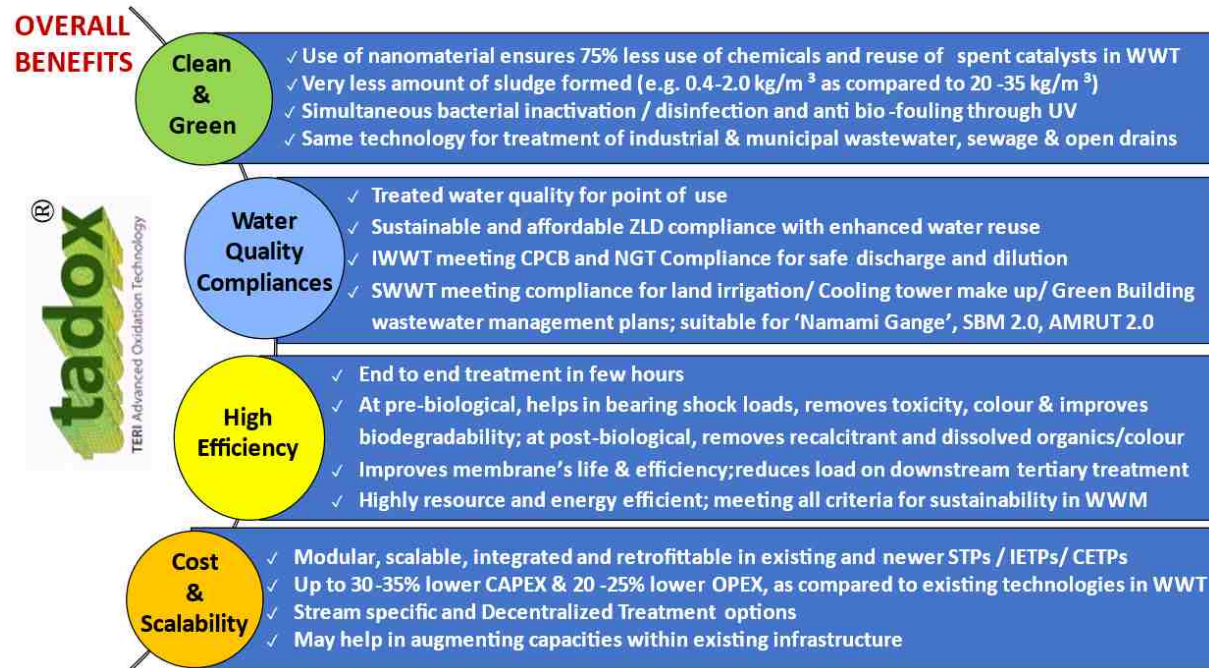 OVERALL
BENEFITS
Clean
&
Green
✓ Use of nanomaterial ensures 75% less use of chemicals and reuse of spent catalysts in WWT
✓ Very less amount of sludge formed (e.g. 0.4-2.0 kg/m ³ as compared to 20 -35 kg/m ³)
✓ Simultaneous bacterial inactivation / disinfection and anti bio -fouling through UV
✓ Same technology for treatment of industrial & municipal wastewater, sewage & open drains
tadox ®
TERI Advanced Oxidation Technology
Water
Quality
Compliances
✓ Treated water quality for point of use
✓ Sustainable and affordable ZLD compliance with enhanced water reuse
✓ IWWT meeting CPCB and NGT Compliance for safe discharge and dilution
✓ SWWT meeting compliance for land irrigation/ Cooling tower make up/ Green Building
wastewater management plans; suitable for ‘Namami Gange’, SBM 2.0, AMRUT 2.0
High
Efficiency
✓ End to end treatment in few hours
✓ At pre-biological, helps in bearing shock loads, removes toxicity, colour & improves
biodegradability; at post-biological, removes recalcitrant and dissolved organics/colour
✓ Improves membrane’s life & efficiency;reduces load on downstream tertiary treatment
✓ Highly resource and energy efficient; meeting all criteria for sustainability in WWM
Cost
&
Scalability
✓ Modular, scalable, integrated and retrofittable in existing and newer STPs / IETPs/ CETPs
✓ Up to 30 -35% lower CAPEX & 20 -25% lower OPEX, as compared to existing technologies in WWT
✓ Stream specific and Decentralized Treatment options
✓ May help in augmenting capacities within existing infrastructure